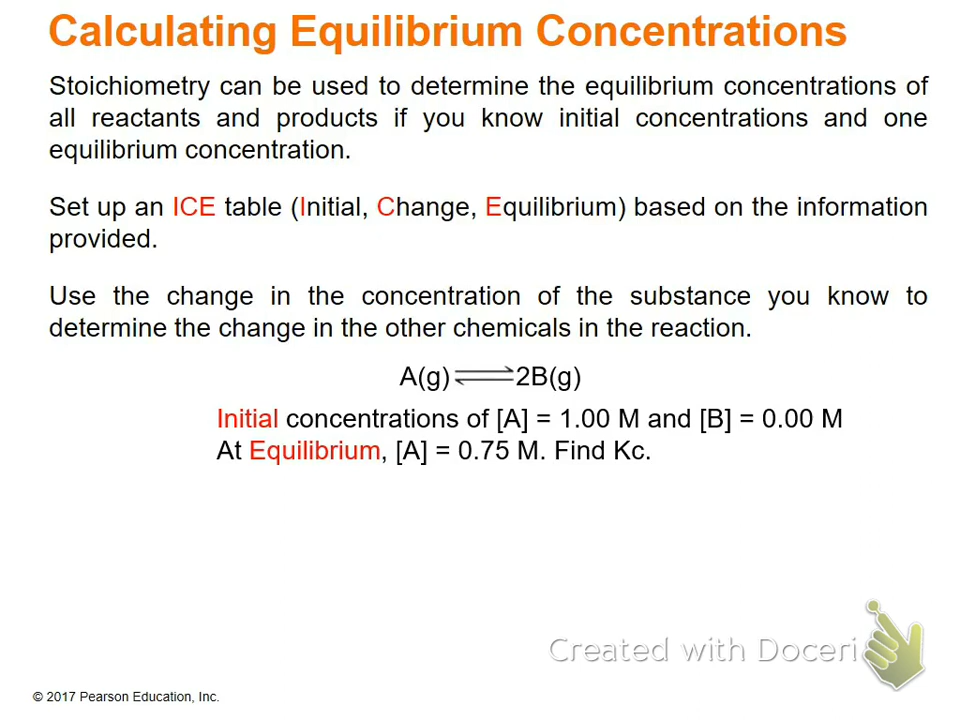 Calculating Equilibrium Concentrations
Stoichiometry can be used to determine the equilibrium concentrations of
all reactants and products if you know initial concentrations and one
equilibrium concentration.
Set up an ICE table (Initial, Change, Equilibrium) based on the information
provided.
Use the change in the concentration of the substance you know to
determine the change in the other chemicals in the reaction.
A(g) ⇌ 2B(g)
Initial concentrations of [A] = 1.00 M and [B] = 0.00 M
At Equilibrium, [A] = 0.75 M. Find Kc.
Created with Doceri
© 2017 Pearson Education, Inc.